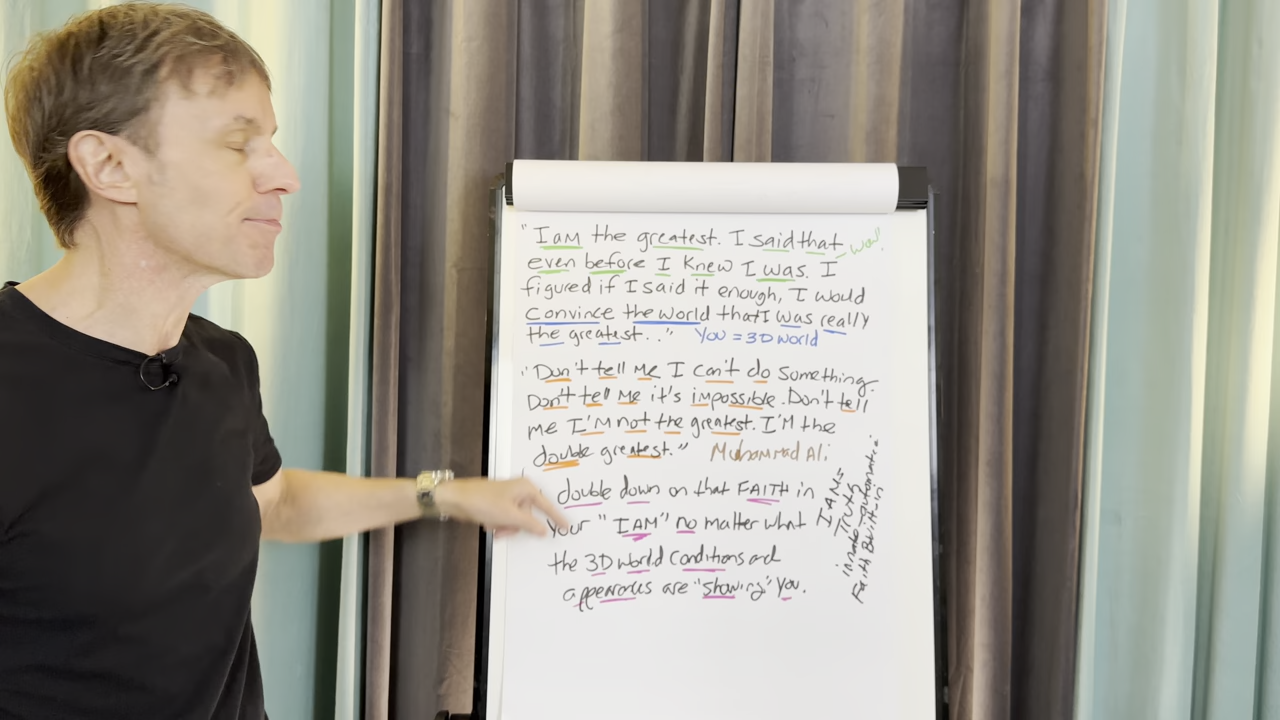 "I am the greatest. I said that
even before I knew I was. I
figured if I said it enough, I would
convince the world that I was really
the greatest.." You = 3D world
"Don't tell me I can't do something.
Don't tell me it's impossible. Don't tell
me I'M not the greatest. I'M the
double greatest." Muhammad Ali
double down on that FAITH in
your "I AM" no matter what
the 3D world conditions and
are "showing" you.
I AM =
Truth
Faith Built-in